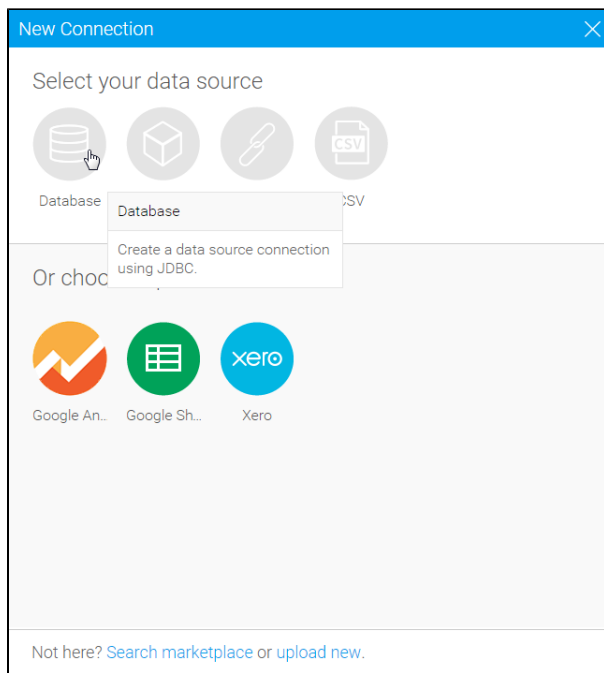 New Connection
Select your data source
CSV
Database
CSV
Database
Create a data source connection
using JDBC.
Or
xero
Google An..
Google Sh...
Xero
Not here? Search marketplace or upload new.